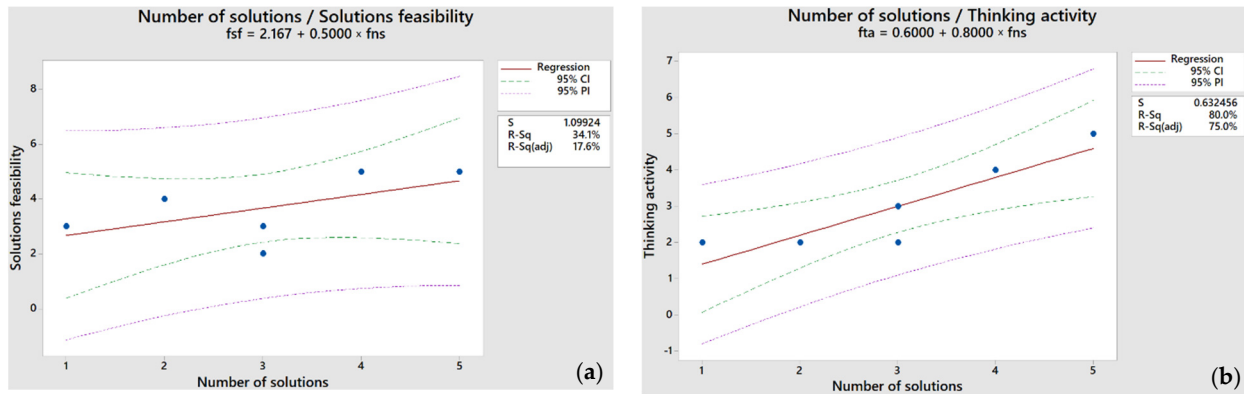 Number of solutions / Solutions feasibility
fsf = 2.167 + 0.5000 × fns
Regression
95% CI
95% PI
S 1.09924
R-Sq 34.1%
R-Sq(adj) 17.6%
Solutions feasibility
8
6
4
2
0
1 2 3 4 5
Number of solutions
(a)
Number of solutions / Thinking activity
fta = 0.6000 + 0.8000 × fns
Regression
95% CI
95% PI
S 0.632456
R-Sq 80.0%
R-Sq(adj) 75.0%
Thinking activity
7
6
5
4
3
2
1
0
-1
1 2 3 4 5
Number of solutions
(b)